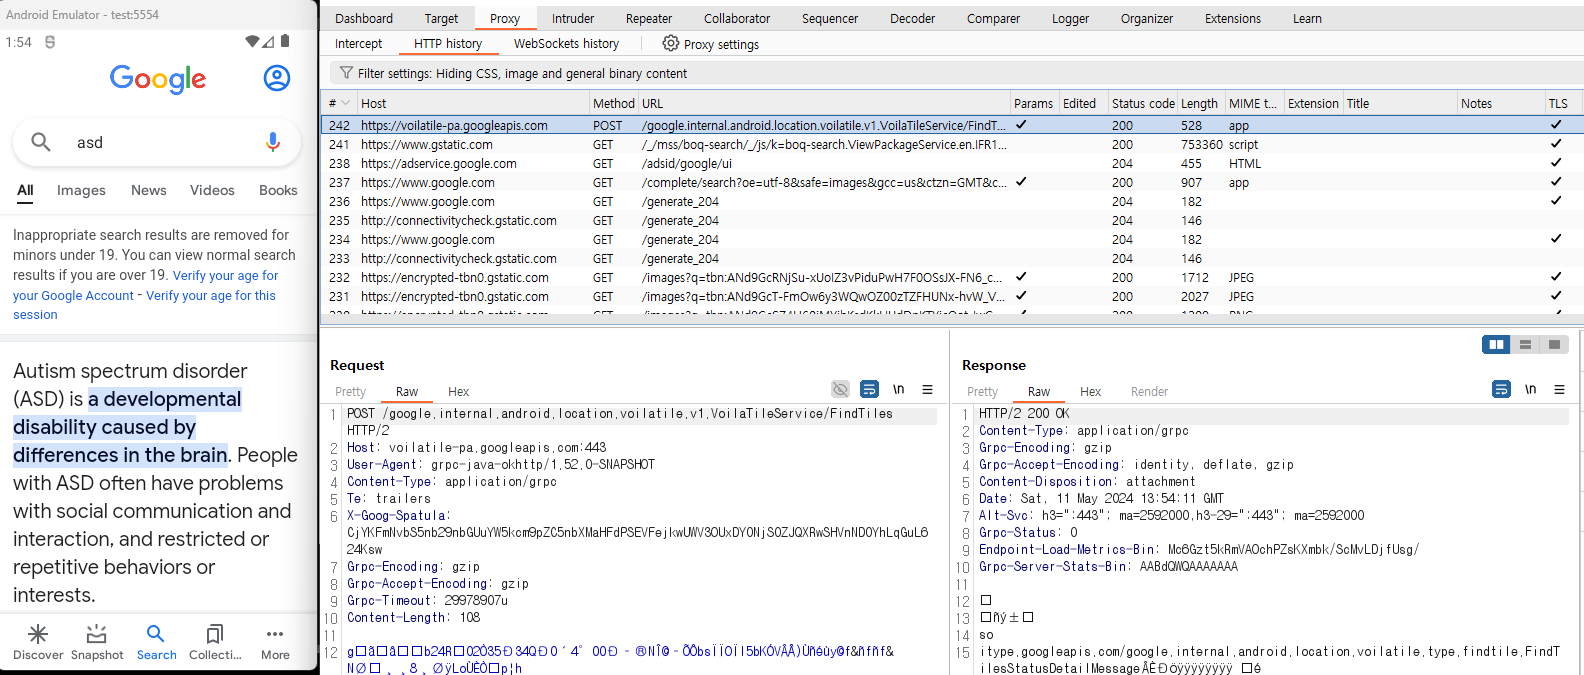 Android Emulator - test:5554
1:54
Google
asd
All Images News Videos Books
Inappropriate search results are removed for
minors under 19. You can view normal search
results if you are over 19. Verify your age for
your Google Account - Verify your age for this
session
Autism spectrum disorder
(ASD) is a developmental
disability caused by
differences in the brain. People
with ASD often have problems
with social communication and
interaction, and restricted or
repetitive behaviors or
interests.
Discover Snapshot Search Collecti... More
Dashboard Target Proxy Intruder Repeater Collaborator Sequencer Decoder Comparer Logger Organizer Extensions Learn
Intercept HTTP history WebSockets history Proxy settings
Filter settings: Hiding CSS, image and general binary content
# Host Method URL Params Edited Status code Length MIME t... Extension Title Notes TLS
242 https://voilatile-pa.googleapis.com POST /google.internal.android.location.voilatile.v1.VoilaTileService/FindT... ✓ 200 528 app ✓
241 https://www.gstatic.com GET /_/mss/boq-search/_/js/k=boq-search.ViewPackageService.en.IFR1... 200 753360 script ✓
238 https://adservice.google.com GET /adsid/google/ui 204 455 HTML ✓
237 https://www.google.com GET /complete/search?oe=utf-8&safe=images&gcc=us&ctzn=GMT&c... ✓ 200 907 app ✓
236 https://www.google.com GET /generate_204 204 182 ✓
235 http://connectivitycheck.gstatic.com GET /generate_204 204 146
234 https://www.google.com GET /generate_204 204 182 ✓
233 http://connectivitycheck.gstatic.com GET /generate_204 204 146
232 https://encrypted-tbn0.gstatic.com GET /images?q=tbn:ANd9GcRNjSu-xUolZ3vPiduPwH7F0OSsJX-FN6_c... ✓ 200 1712 JPEG ✓
231 https://encrypted-tbn0.gstatic.com GET /images?q=tbn:ANd9GcT-FmOw6y3WQwOZ00zTZFHUNx-hvW_V... ✓ 200 2027 JPEG ✓
Request
Pretty Raw Hex \n
1 POST /google.internal.android.location.voilatile.v1.VoilaTileService/FindTiles
HTTP/2
2 Host: voilatile-pa.googleapis.com:443
3 User-Agent: grpc-java-okhttp/1.52.0-SNAPSHOT
4 Content-Type: application/grpc
5 Te: trailers
6 X-Goog-Spatula:
7 Grpc-Encoding: gzip
8 Grpc-Accept-Encoding: gzip
9 Grpc-Timeout: 29978907u
10 Content-Length: 108
11
12
Response
Pretty Raw Hex Render \n
1 HTTP/2 200 OK
2 Content-Type: application/grpc
3 Grpc-Encoding: gzip
4 Grpc-Accept-Encoding: identity, deflate, gzip
5 Content-Disposition: attachment
6 Date: Sat, 11 May 2024 13:54:11 GMT
7 Alt-Svc: h3=":443"; ma=2592000,h3-29=":443"; ma=2592000
8 Grpc-Status: 0
9 Endpoint-Load-Metrics-Bin: Mc6Gzt5kRmVAOchPZsKXmbk/ScMvLDjfUsg/
10 Grpc-Server-Stats-Bin: AABdQWQAAAAAAA
11
12
13
14 so
15 itype.googleapis.com/google.internal.android.location.voilatile.type.findtile.FindT
ilesStatusDetailMessage